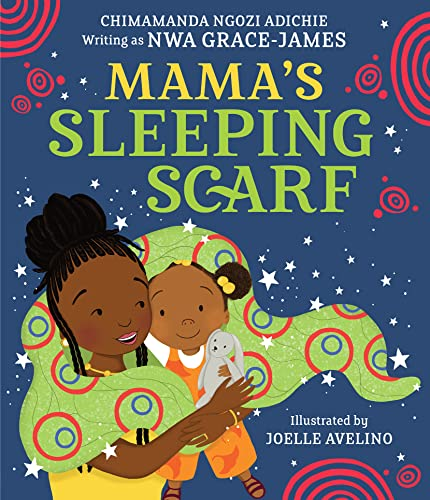 CHIMAMANDA NGOZI ADICHIE
Writing as NWA GRACE-JAMES
MAMA'S
SLEEPING
SCARF
Illustrated by
JOELLE AVELINO